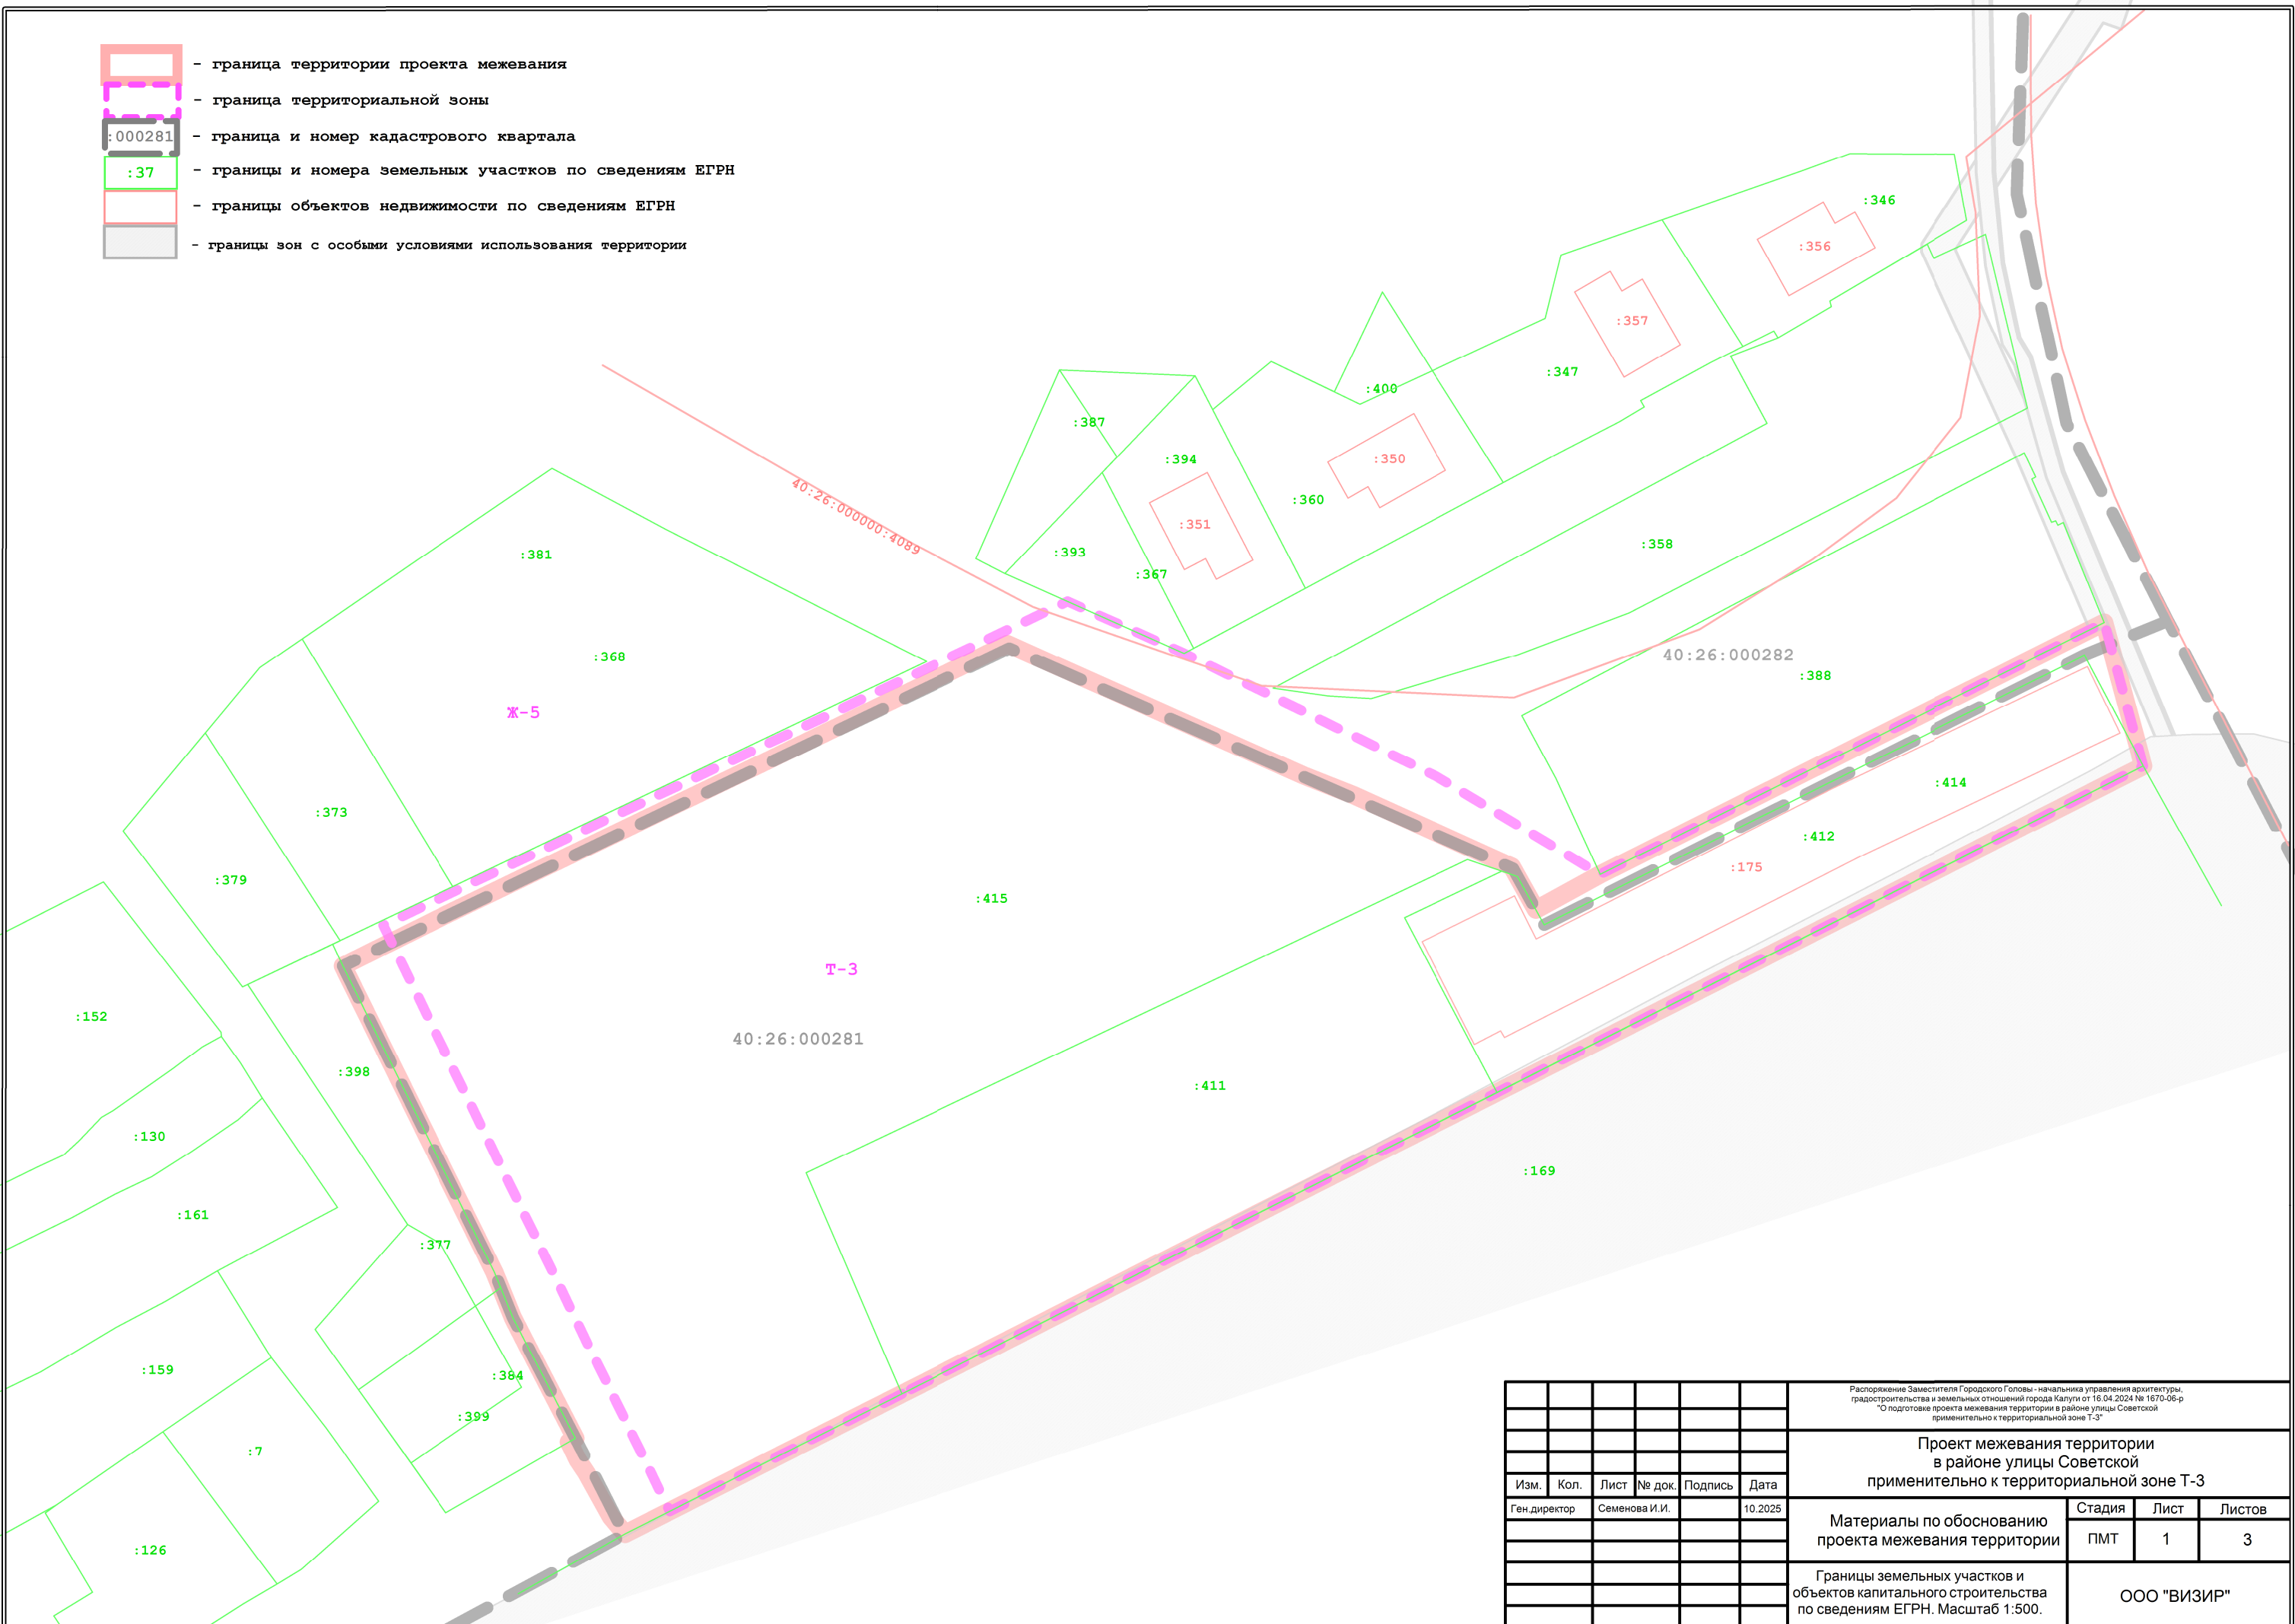 - граница территории проекта межевания
- граница территориальной зоны
:000281 - граница и номер кадастрового квартала
:37 - границы и номера земельных участков по сведениям ЕГРН
- границы объектов недвижимости по сведениям ЕГРН
- границы зон с особыми условиями использования территории
:346
:356
:357
:347
:400
:387
:394
:350
:360
40:26:000000:4089
:351
:381
:393
:367
:358
:368
40:26:000282
:388
Ж-5
:414
:373
:412
:175
:379
:415
Т-3
:152
40:26:000281
:398
:411
:130
:169
:161
:377
:159
:384
:399
:7
:126
Распоряжение Заместителя Городского Головы - начальника управления архитектуры,
градостроительства и земельных отношений города Калуги от 16.04.2024 № 1670-06-р
"О подготовке проекта межевания территории в районе улицы Советской
применительно к территориальной зоне Т-3"
Проект межевания территории
в районе улицы Советской
применительно к территориальной зоне Т-3
Изм. Кол. Лист № док. Подпись Дата
Ген.директор Семенова И.И. 10.2025
Материалы по обоснованию
проекта межевания территории
Стадия Лист Листов
ПМТ 1 3
Границы земельных участков и
объектов капитального строительства
по сведениям ЕГРН. Масштаб 1:500.
ООО "ВИЗИР"